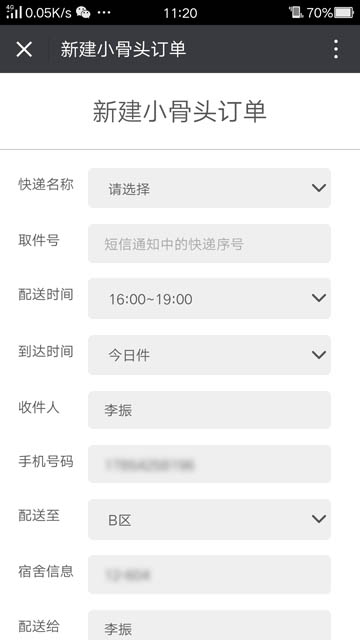 4G 0.05K/s 11:20 70%
新建小骨头订单
新建小骨头订单
快递名称 请选择
取件号 短信通知中的快递序号
配送时间 16:00~19:00
到达时间 今日件
收件人 李振
手机号码
配送至 B区
宿舍信息
配送给 李振